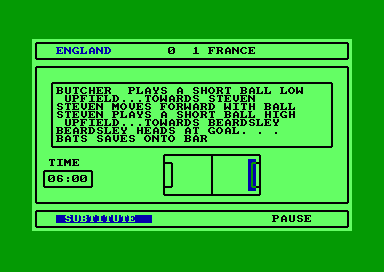 ENGLAND 0 1 FRANCE
BUTCHER PLAYS A SHORT BALL LOW
UPFIELD...TOWARDS STEVEN
STEVEN MOVES FORWARD WITH BALL
STEVEN PLAYS A SHORT BALL HIGH
UPFIELD...TOWARDS BEARDSLEY
BEARDSLEY HEADS AT GOAL. . .
BATS SAVES ONTO BAR
TIME
06:00
SUBTITUTE PAUSE